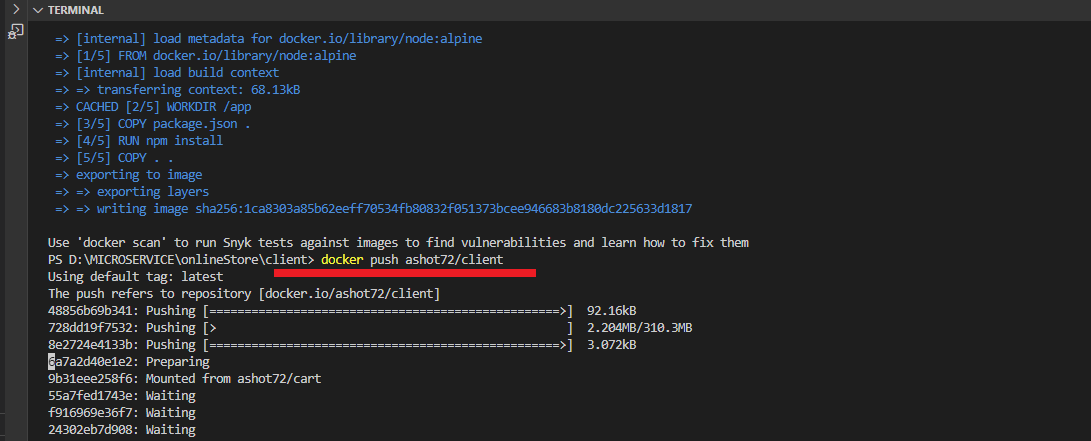 TERMINAL
=> [internal] load metadata for docker.io/library/node:alpine
=> [1/5] FROM docker.io/library/node:alpine
=> [internal] load build context
=> => transferring context: 68.13kB
=> CACHED [2/5] WORKDIR /app
=> [3/5] COPY package.json .
=> [4/5] RUN npm install
=> [5/5] COPY . .
=> exporting to image
=> => exporting layers
=> => writing image sha256:1ca8303a85b62eeff70534fb80832f051373bcee946683b8180dc225633d1817
Use 'docker scan' to run Snyk tests against images to find vulnerabilities and learn how to fix them
PS D:\MICROSERVICE\onlineStore\client> docker push ashot72/client
Using default tag: latest
The push refers to repository [docker.io/ashot72/client]
48856b69b341: Pushing [==================================================>]  92.16kB
728dd19f7532: Pushing [>                                                  ]  2.204MB/310.3MB
8e2724e4133b: Pushing [==================================================>]  3.072kB
6a7a2d40e1e2: Preparing
9b31eee258f6: Mounted from ashot72/cart
55a7fed1743e: Waiting
f916969e36f7: Waiting
24302eb7d908: Waiting